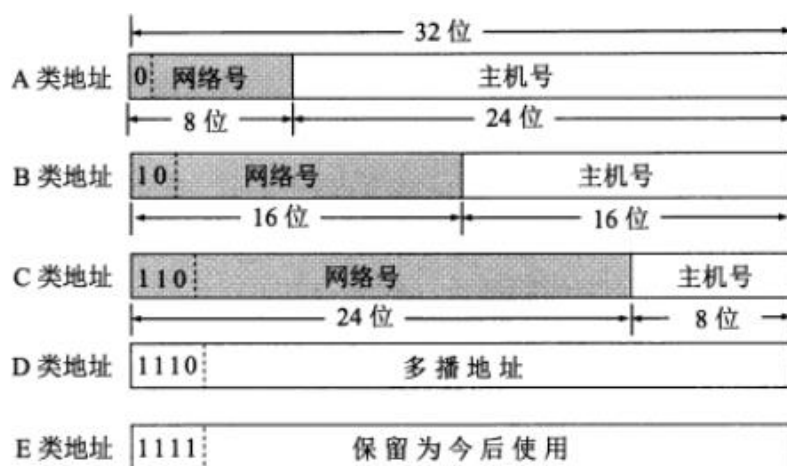 32 位
A 类地址 0 网络号 主机号
8 位 24 位
B 类地址 10 网络号 主机号
16 位 16 位
C 类地址 110 网络号 主机号
24 位 8 位
D 类地址 1110 多播地址
E 类地址 1111 保留为今后使用